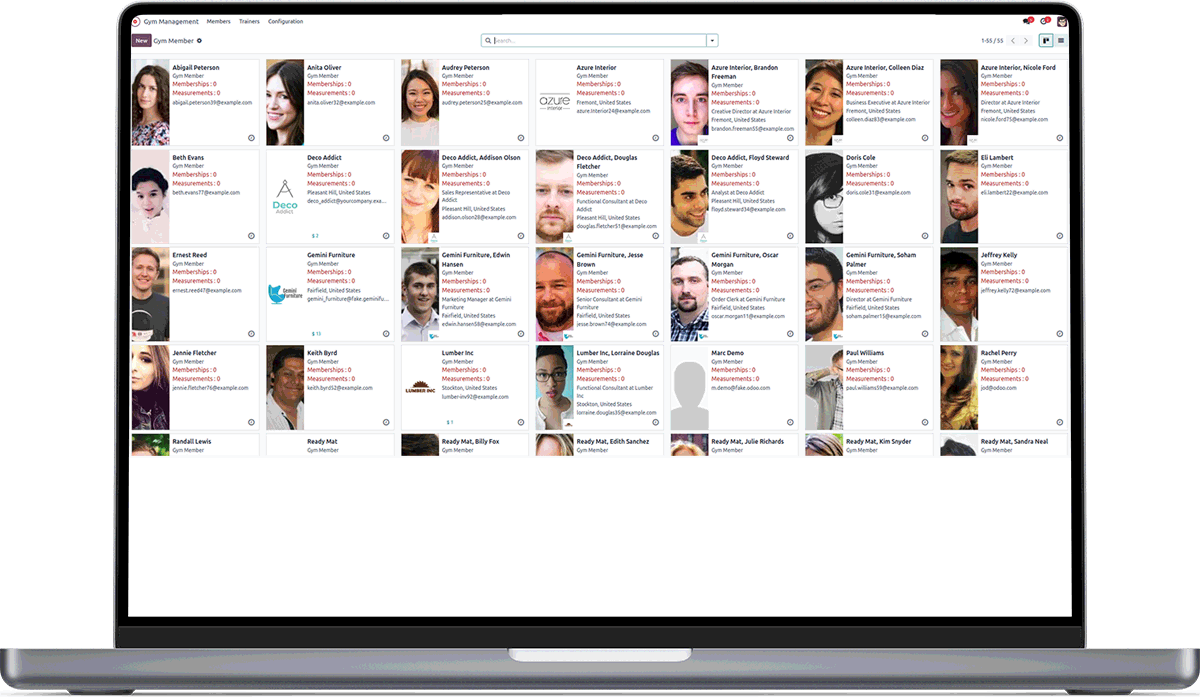 Gym Management Members Trainers Configuration
New Gym Member
Search...
1-55 / 55
Abigail Peterson
Gym Member
Memberships : 0
Measurements : 0
abigail.peterson39@example.com
Anita Oliver
Gym Member
Memberships : 0
Measurements : 0
anita.oliver32@example.com
Audrey Peterson
Gym Member
Memberships : 0
Measurements : 0
audrey.peterson25@example.com
azure
interior
Azure Interior
Gym Member
Memberships : 0
Measurements : 0
Fremont, United States
azure.interior24@example.com
Azure Interior, Brandon
Freeman
Gym Member
Memberships : 0
Measurements : 0
Creative Director at Azure Interior
Fremont, United States
brandon.freeman55@example.com
Azure Interior, Colleen Diaz
Gym Member
Memberships : 0
Measurements : 0
Business Executive at Azure Interior
Fremont, United States
colleen.diaz83@example.com
Azure Interior, Nicole Ford
Gym Member
Memberships : 0
Measurements : 0
Director at Azure Interior
Fremont, United States
nicole.ford75@example.com
Beth Evans
Gym Member
Memberships : 0
Measurements : 0
beth.evans77@example.com
Deco
Addict
Deco Addict
Gym Member
Memberships : 0
Measurements : 0
Pleasant Hill, United States
deco_addict@yourcompany.exa...
$ 2
Deco Addict, Addison Olson
Gym Member
Memberships : 0
Measurements : 0
Sales Representative at Deco
Addict
Pleasant Hill, United States
addison.olson28@example.com
Deco Addict, Douglas
Fletcher
Gym Member
Memberships : 0
Measurements : 0
Functional Consultant at Deco
Addict
Pleasant Hill, United States
douglas.fletcher51@example.com
Deco Addict, Floyd Steward
Gym Member
Memberships : 0
Measurements : 0
Analyst at Deco Addict
Pleasant Hill, United States
floyd.steward34@example.com
Doris Cole
Gym Member
Memberships : 0
Measurements : 0
doris.cole31@example.com
Eli Lambert
Gym Member
Memberships : 0
Measurements : 0
eli.lambert22@example.com
Ernest Reed
Gym Member
Memberships : 0
Measurements : 0
ernest.reed47@example.com
Gemini
Furniture
Gemini Furniture
Gym Member
Memberships : 0
Measurements : 0
Fairfield, United States
gemini_furniture@fake.geminifu...
$ 13
Gemini Furniture, Edwin
Hansen
Gym Member
Memberships : 0
Measurements : 0
Marketing Manager at Gemini
Furniture
Fairfield, United States
edwin.hansen58@example.com
Gemini Furniture, Jesse
Brown
Gym Member
Memberships : 0
Measurements : 0
Senior Consultant at Gemini
Furniture
Fairfield, United States
jesse.brown74@example.com
Gemini Furniture, Oscar
Morgan
Gym Member
Memberships : 0
Measurements : 0
Order Clerk at Gemini Furniture
Fairfield, United States
oscar.morgan11@example.com
Gemini Furniture, Soham
Palmer
Gym Member
Memberships : 0
Measurements : 0
Director at Gemini Furniture
Fairfield, United States
soham.palmer15@example.com
Jeffrey Kelly
Gym Member
Memberships : 0
Measurements : 0
jeffrey.kelly72@example.com
Jennie Fletcher
Gym Member
Memberships : 0
Measurements : 0
jennie.fletcher76@example.com
Keith Byrd
Gym Member
Memberships : 0
Measurements : 0
keith.byrd52@example.com
LUMBER INC
Lumber Inc
Gym Member
Memberships : 0
Measurements : 0
Stockton, United States
lumber-inv92@example.com
$ 1
Lumber Inc, Lorraine Douglas
Gym Member
Memberships : 0
Measurements : 0
Functional Consultant at Lumber
Inc
Stockton, United States
lorraine.douglas35@example.com
Marc Demo
Gym Member
Memberships : 0
Measurements : 0
m.demo@fake.odoo.com
Paul Williams
Gym Member
Memberships : 0
Measurements : 0
paul.williams59@example.com
Rachel Perry
Gym Member
Memberships : 0
Measurements : 0
jod@odoo.com
Randall Lewis
Gym Member
Ready Mat
Gym Member
Ready Mat, Billy Fox
Gym Member
Ready Mat, Edith Sanchez
Gym Member
Ready Mat, Julie Richards
Gym Member
Ready Mat, Kim Snyder
Gym Member
Ready Mat, Sandra Neal
Gym Member